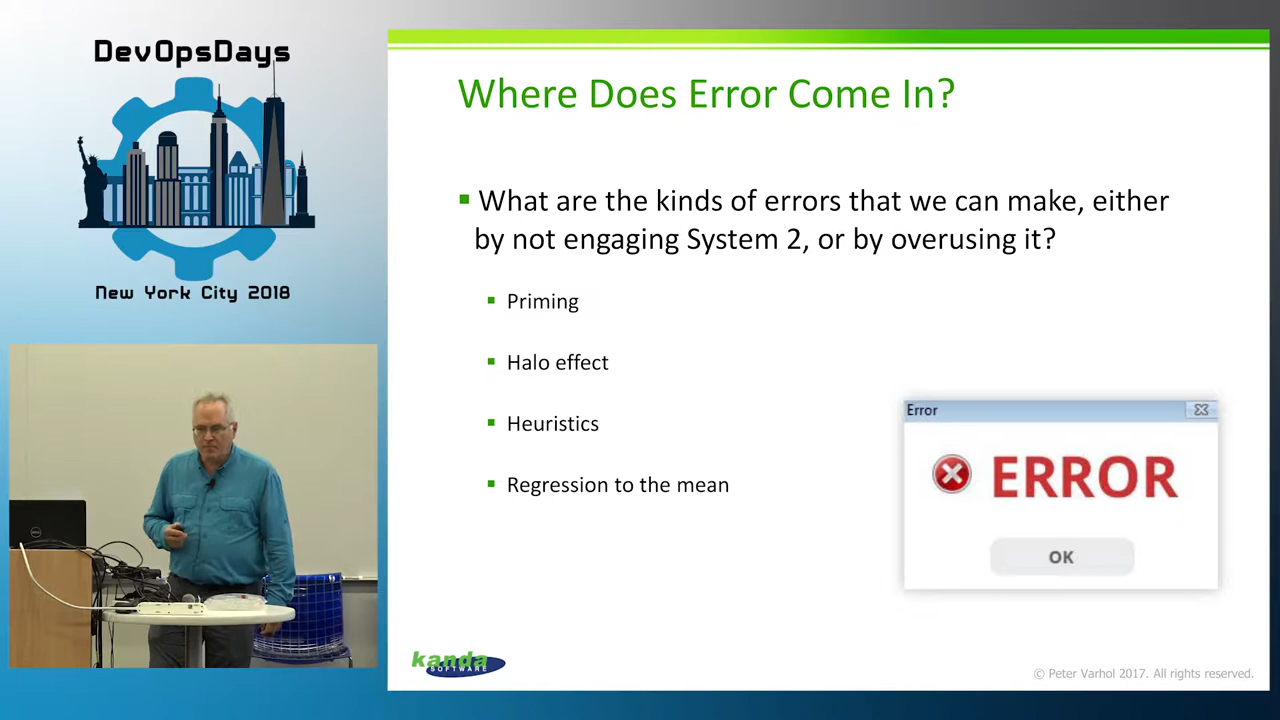 DevOpsDays
New York City 2018
Where Does Error Come In?
What are the kinds of errors that we can make, either
by not engaging System 2, or by overusing it?
Priming
Halo effect
Heuristics
Regression to the mean
Error
ERROR
OK
kanda
SOFTWARE
© Peter Varhol 2017. All rights reserved.